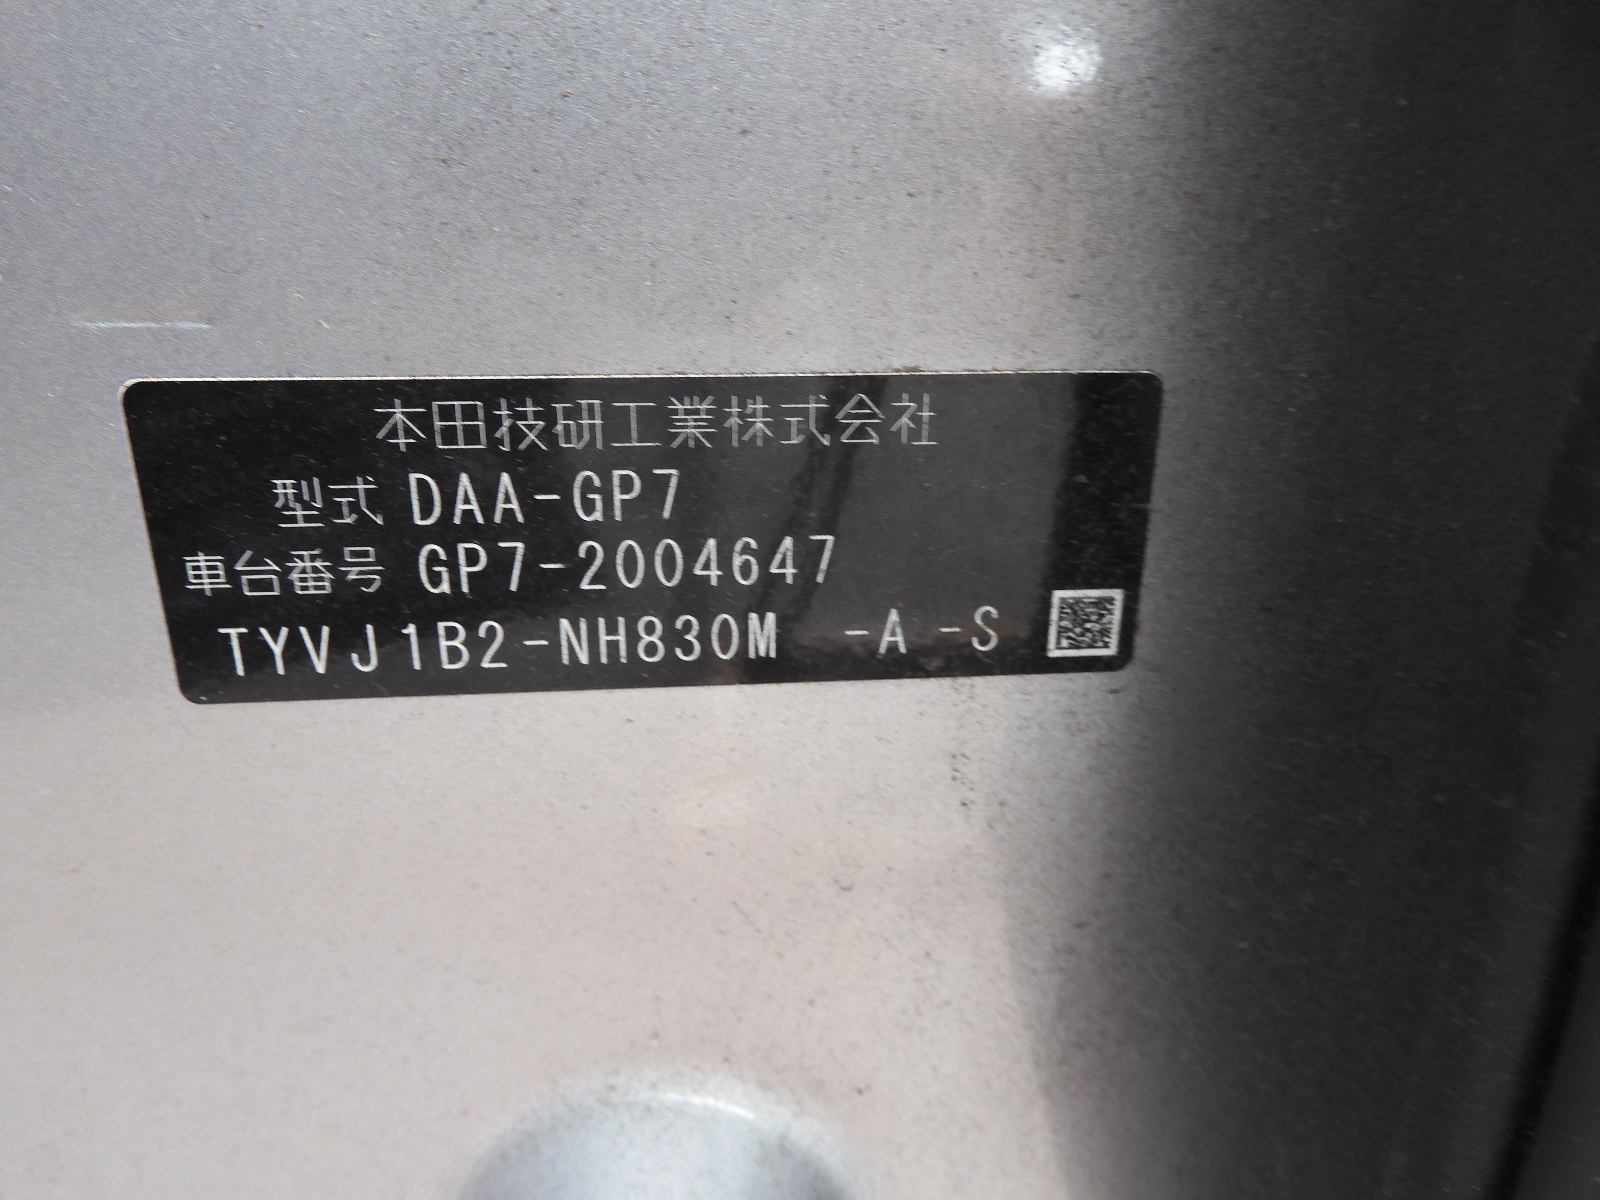 本田技研工業株式会社
型式 DAA-GP7
車台番号 GP7-2004647
TYVJ1B2-NH830M -A -S